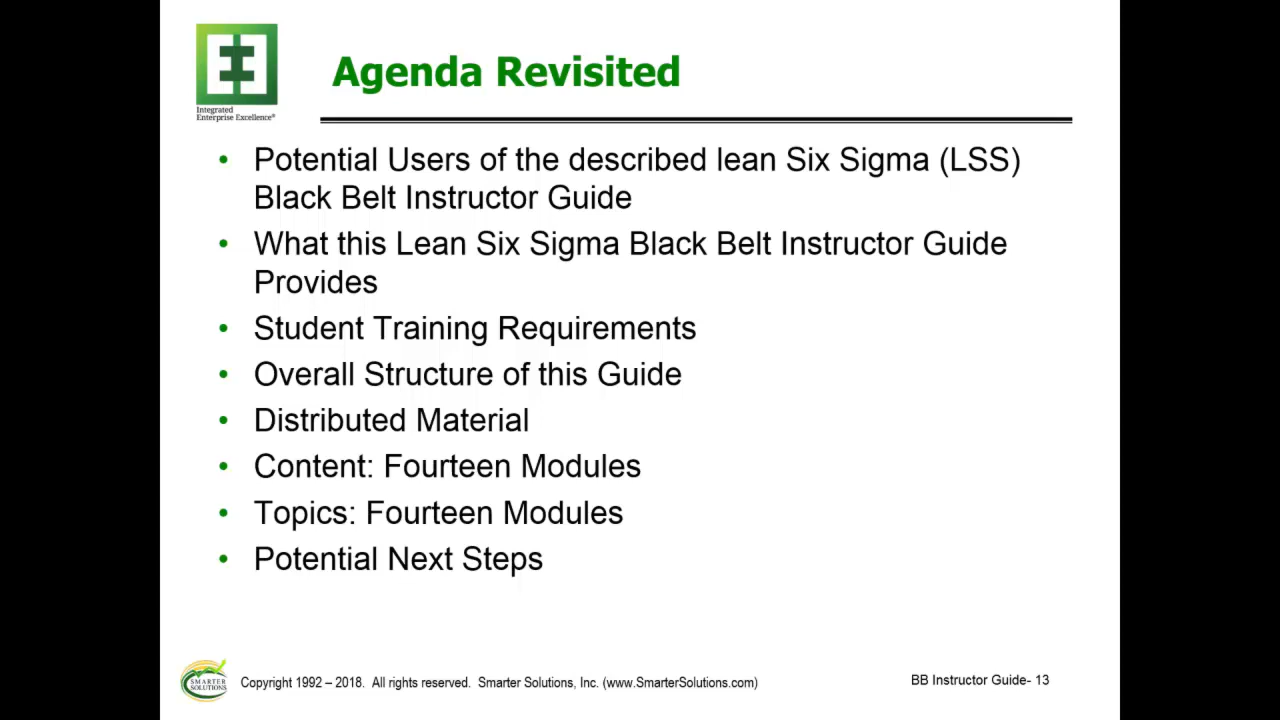 Agenda Revisited
Integrated
Enterprise Excellence®
• Potential Users of the described lean Six Sigma (LSS)
Black Belt Instructor Guide
• What this Lean Six Sigma Black Belt Instructor Guide
Provides
• Student Training Requirements
• Overall Structure of this Guide
• Distributed Material
• Content: Fourteen Modules
• Topics: Fourteen Modules
• Potential Next Steps
SMARTER
SOLUTIONS
Copyright 1992 – 2018. All rights reserved. Smarter Solutions, Inc. (www.SmarterSolutions.com)
BB Instructor Guide- 13